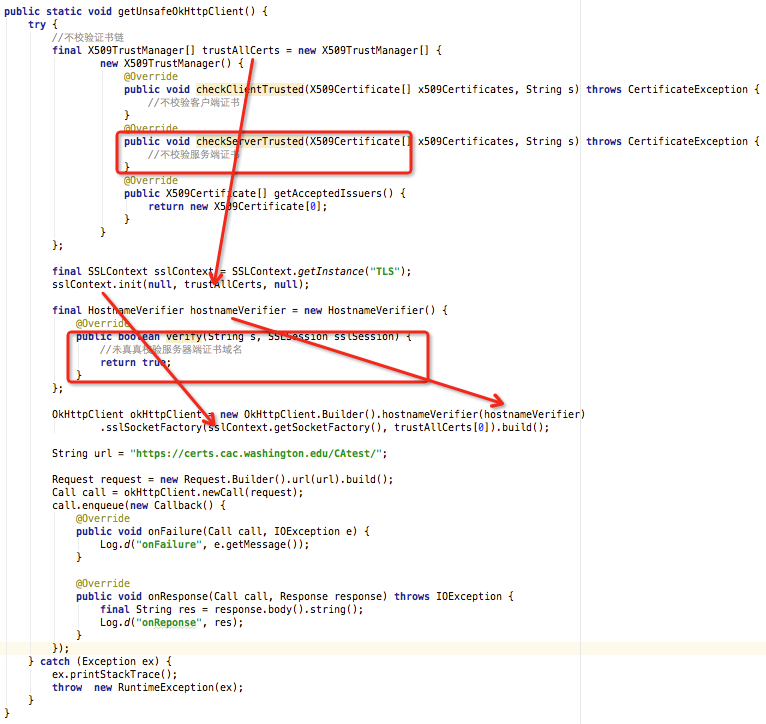 public static void getUnsafeOkHttpClient() {
try {
//不校验证书链
final X509TrustManager[] trustAllCerts = new X509TrustManager[] {
new X509TrustManager() {
@Override
public void checkClientTrusted(X509Certificate[] x509Certificates, String s) throws CertificateException {
//不校验客户端证书
}
@Override
public void checkServerTrusted(X509Certificate[] x509Certificates, String s) throws CertificateException {
//不校验服务端证书
}
@Override
public X509Certificate[] getAcceptedIssuers() {
return new X509Certificate[0];
}
}
};
final SSLContext sslContext = SSLContext.getInstance("TLS");
sslContext.init(null, trustAllCerts, null);
final HostnameVerifier hostnameVerifier = new HostnameVerifier() {
@Override
public boolean verify(String s, SSLSession sslSession) {
//未真真校验服务器端证书域名
return true;
}
};
OkHttpClient okHttpClient = new OkHttpClient.Builder().hostnameVerifier(hostnameVerifier)
.sslSocketFactory(sslContext.getSocketFactory(), trustAllCerts[0]).build();
String url = "https://certs.cac.washington.edu/CAtest/";
Request request = new Request.Builder().url(url).build();
Call call = okHttpClient.newCall(request);
call.enqueue(new Callback() {
@Override
public void onFailure(Call call, IOException e) {
Log.d("onFailure", e.getMessage());
}
@Override
public void onResponse(Call call, Response response) throws IOException {
final String res = response.body().string();
Log.d("onReponse", res);
}
});
} catch (Exception ex) {
ex.printStackTrace();
throw  new RuntimeException(ex);
}
}